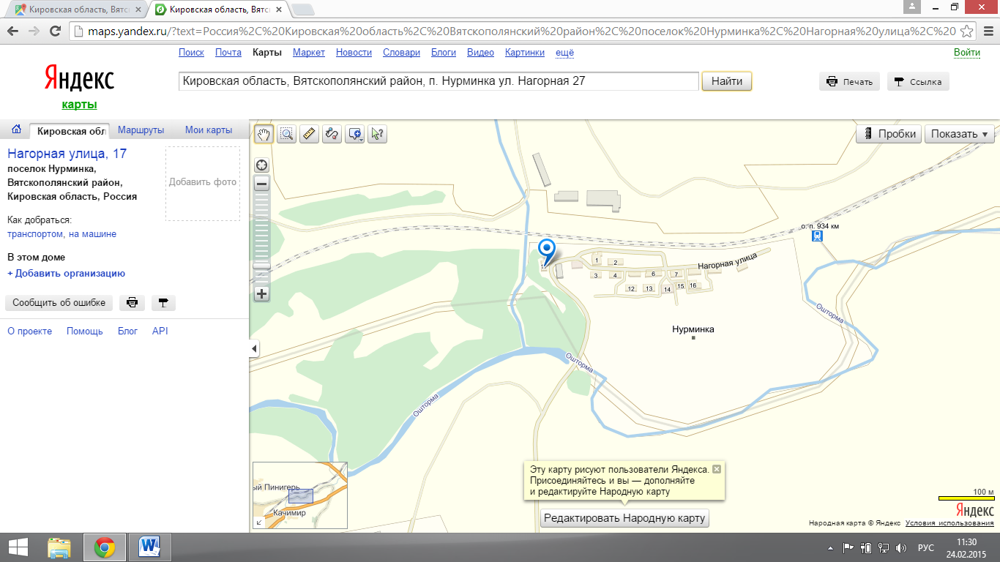 Кировская область, Вятс
Кировская область, Вятс
maps.yandex.ru/?text=Россия%2C%20Кировская%20область%2C%20Вятскополянский%20район%2C%20поселок%20Нурминка%2C%20Нагорная%20улица%2C%20
Поиск Почта Карты Маркет Новости Словари Блоги Видео Картинки ещё
Войти
Яндекс
карты
Кировская область, Вятскополянский район, п. Нурминка ул. Нагорная 27
Найти
Печать
Ссылка
Кировская обл
Маршруты
Мои карты
Пробки
Показать
Нагорная улица, 17
поселок Нурминка,
Вятскополянский район,
Кировская область, Россия
Добавить фото
Как добраться:
транспортом, на машине
В этом доме
+ Добавить организацию
Сообщить об ошибке
О проекте Помощь Блог API
о. п. 934 км
Нагорная улица
1 2
3 4 6 7
12 13 14 15 16
Нурминка
Ошторма
Ошторма
Ошторма
ый Пинигерь
Качимир
Эту карту рисуют пользователи Яндекса.
Присоединяйтесь и вы — дополняйте
и редактируйте Народную карту
Редактировать Народную карту
100 м
Яндекс
Народная карта © Яндекс Условия использования
РУС
11:30
24.02.2015